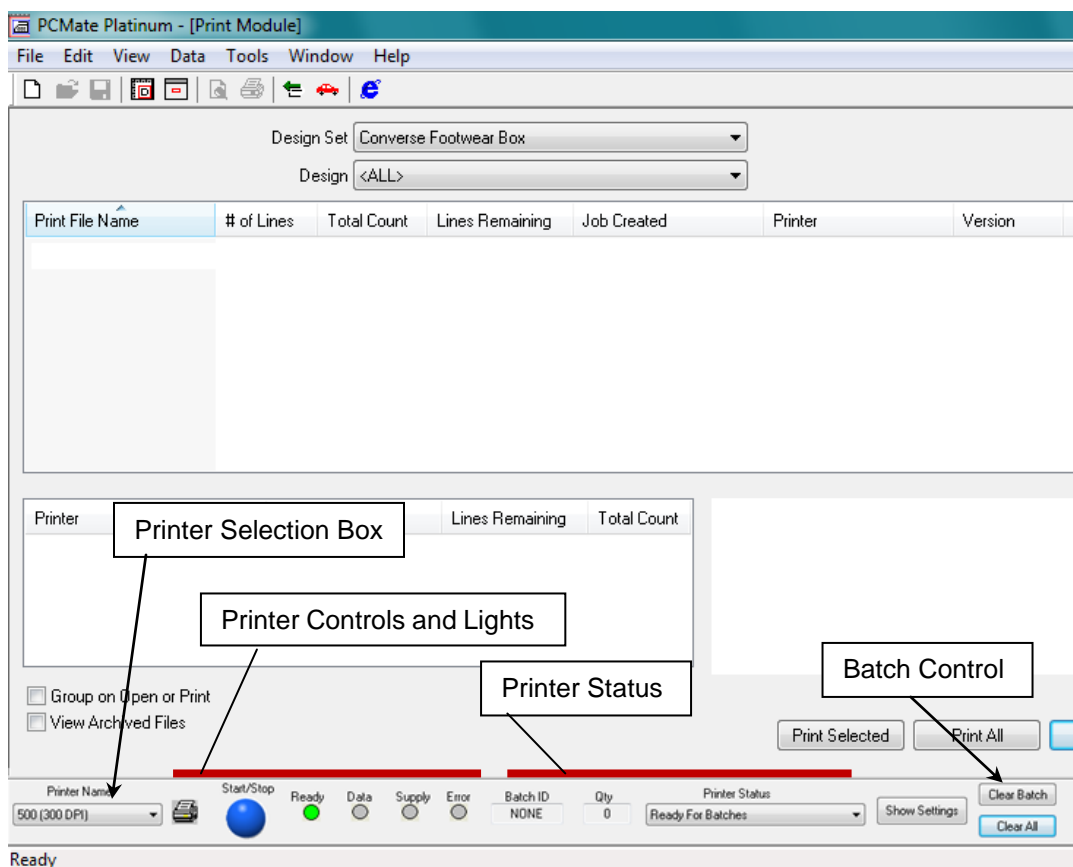 PCMate Platinum - [Print Module]
File Edit View Data Tools Window Help
Design Set Converse Footwear Box
Design <ALL>
Print File Name # of Lines Total Count Lines Remaining Job Created Printer Version
Printer Lines Remaining Total Count
Printer Selection Box
Printer Controls and Lights
Printer Status
Batch Control
Group on Open or Print
View Archived Files
Print Selected Print All
Printer Name Start/Stop Ready Data Supply Error Batch ID Qty Printer Status
500 (300 DPI) NONE 0 Ready For Batches Show Settings Clear Batch
Clear All
Ready